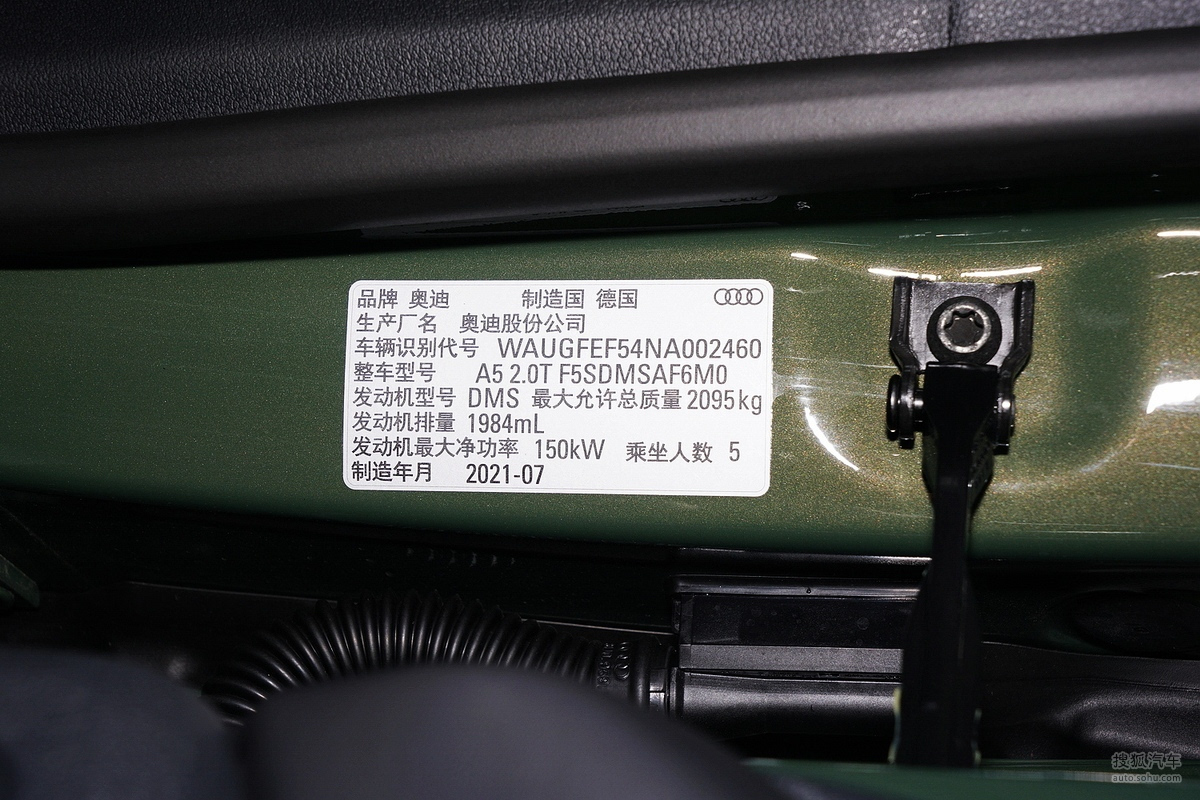 品牌 奥迪 制造国 德国
生产厂名 奥迪股份公司
车辆识别代号 WAUGFEF54NA002460
整车型号 A5 2.0T F5SDMSAF6M0
发动机型号 DMS 最大允许总质量 2095kg
发动机排量 1984mL
发动机最大净功率 150kW 乘坐人数 5
制造年月 2021-07
搜狐汽车
auto.sohu.com